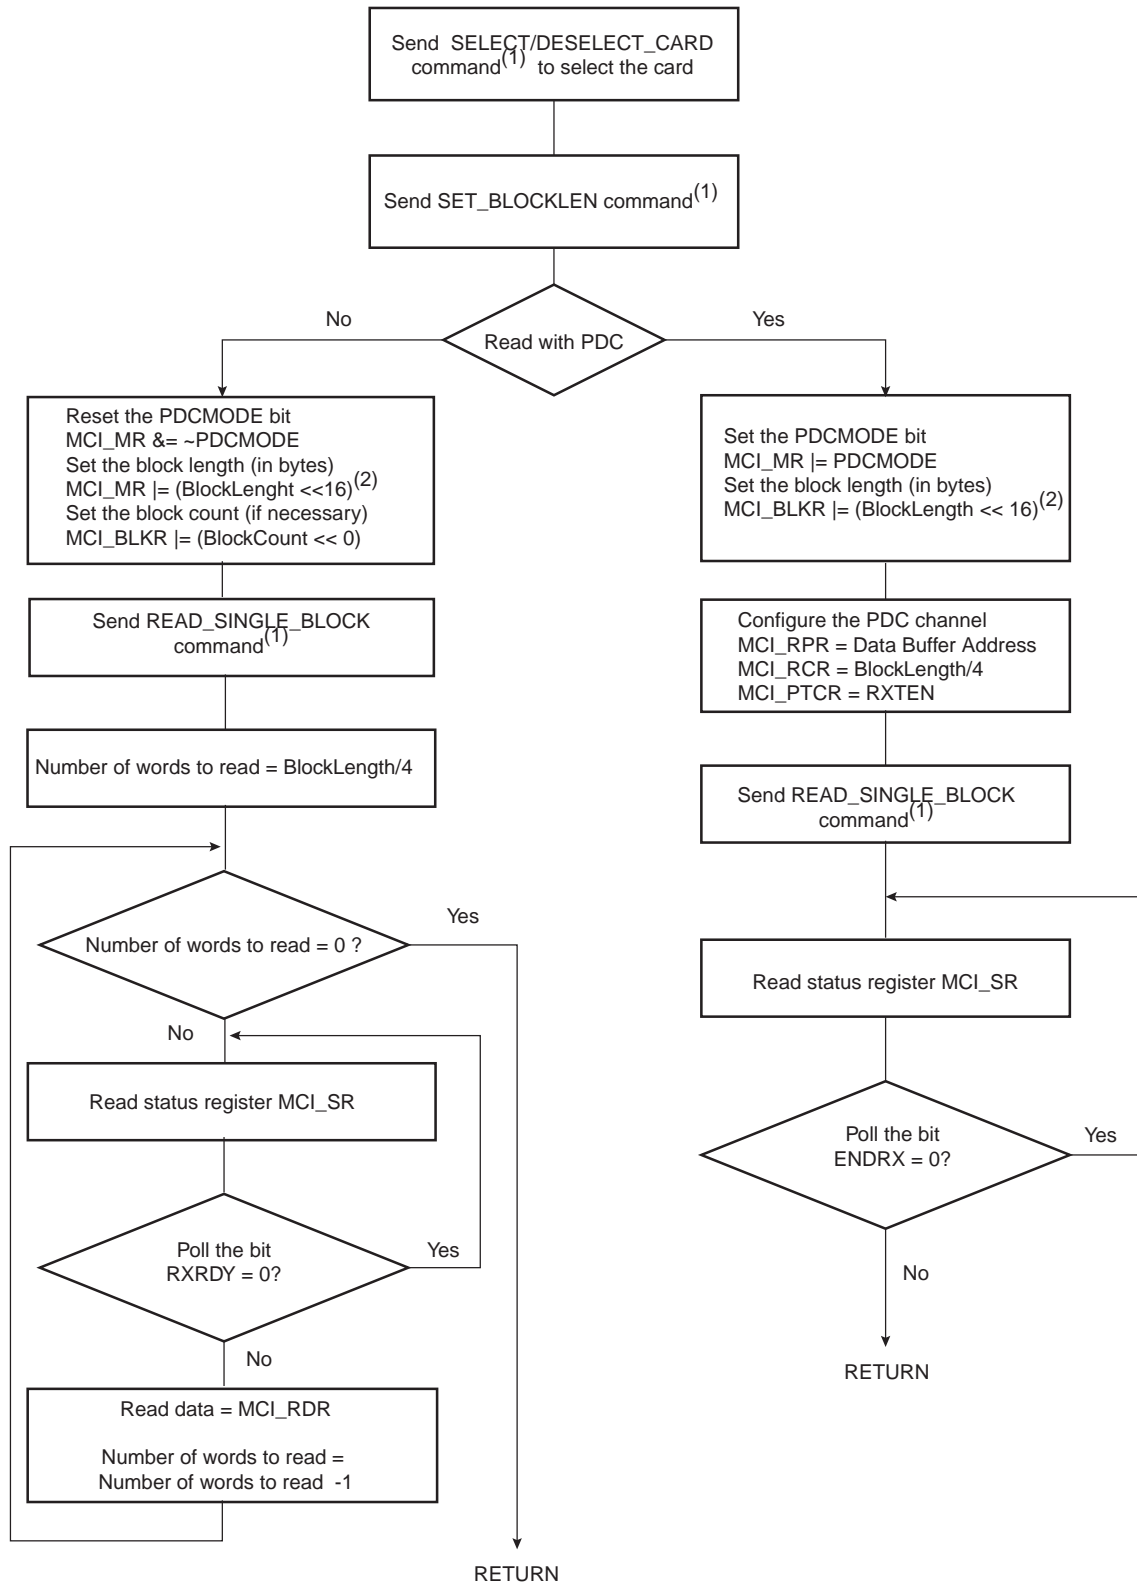 Send SELECT/DESELECT_CARD
command(1) to select the card
Send SET_BLOCKLEN command(1)
No
Yes
Read with PDC
Reset the PDCMODE bit
MCI_MR &= ~PDCMODE
Set the block length (in bytes)
MCI_MR |= (BlockLenght <<16)(2)
Set the block count (if necessary)
MCI_BLKR |= (BlockCount << 0)
Send READ_SINGLE_BLOCK
command(1)
Number of words to read = BlockLength/4
Number of words to read = 0 ?
Yes
No
Read status register MCI_SR
Poll the bit
RXRDY = 0?
Yes
No
Read data = MCI_RDR
Number of words to read =
Number of words to read -1
RETURN
Set the PDCMODE bit
MCI_MR |= PDCMODE
Set the block length (in bytes)
MCI_BLKR |= (BlockLength << 16)(2)
Configure the PDC channel
MCI_RPR = Data Buffer Address
MCI_RCR = BlockLength/4
MCI_PTCR = RXTEN
Send READ_SINGLE_BLOCK
command(1)
Read status register MCI_SR
Poll the bit
ENDRX = 0?
Yes
No
RETURN